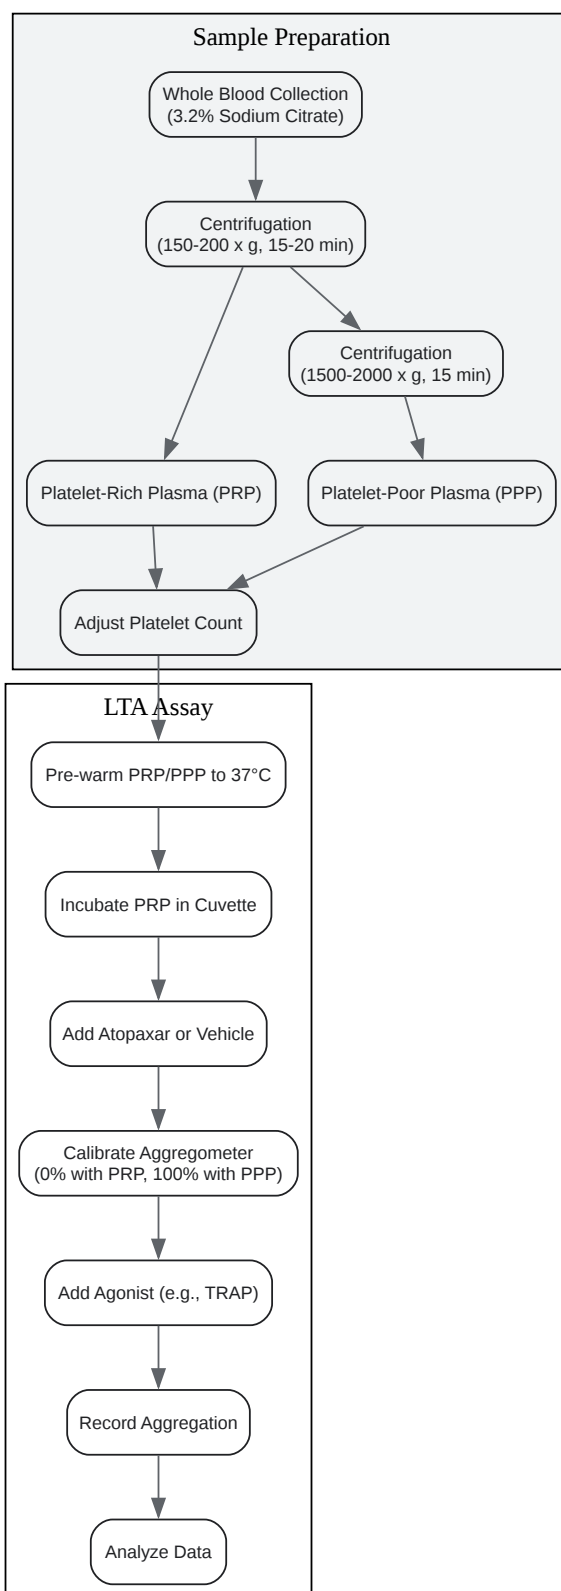 Sample Preparation
Whole Blood Collection
(3.2% Sodium Citrate)
Centrifugation
(150-200 x g, 15-20 min)
Centrifugation
(1500-2000 x g, 15 min)
Platelet-Rich Plasma (PRP)
Platelet-Poor Plasma (PPP)
Adjust Platelet Count
LTA Assay
Pre-warm PRP/PPP to 37°C
Incubate PRP in Cuvette
Add Atopaxar or Vehicle
Calibrate Aggregometer
(0% with PRP, 100% with PPP)
Add Agonist (e.g., TRAP)
Record Aggregation
Analyze Data